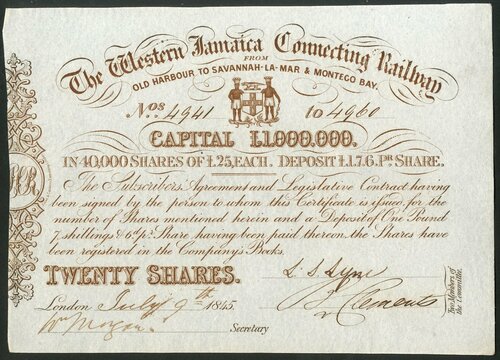 The Western Jamaica Connecting Railway
FROM
OLD HARBOUR TO SAVANNAH-LA-MAR & MONTEGO BAY.
Nos 4941 to 4960
CAPITAL £1,000,000.
IN 40,000 SHARES OF £25, EACH. DEPOSIT £1.7.6. PR SHARE.
The Subscribers' Agreement and Legislative Contract having
been signed by the person to whom this Certificate is issued, for the
number of Shares mentioned herein and a Deposit of One Pound
7 shillings & 6d pr. Share having been paid thereon, the Shares have
been registered in the Company's Books.
TWENTY SHARES.
London July 9th 1845.
Wm Morgan Secretary
Clements
Two Members of
the Committee.